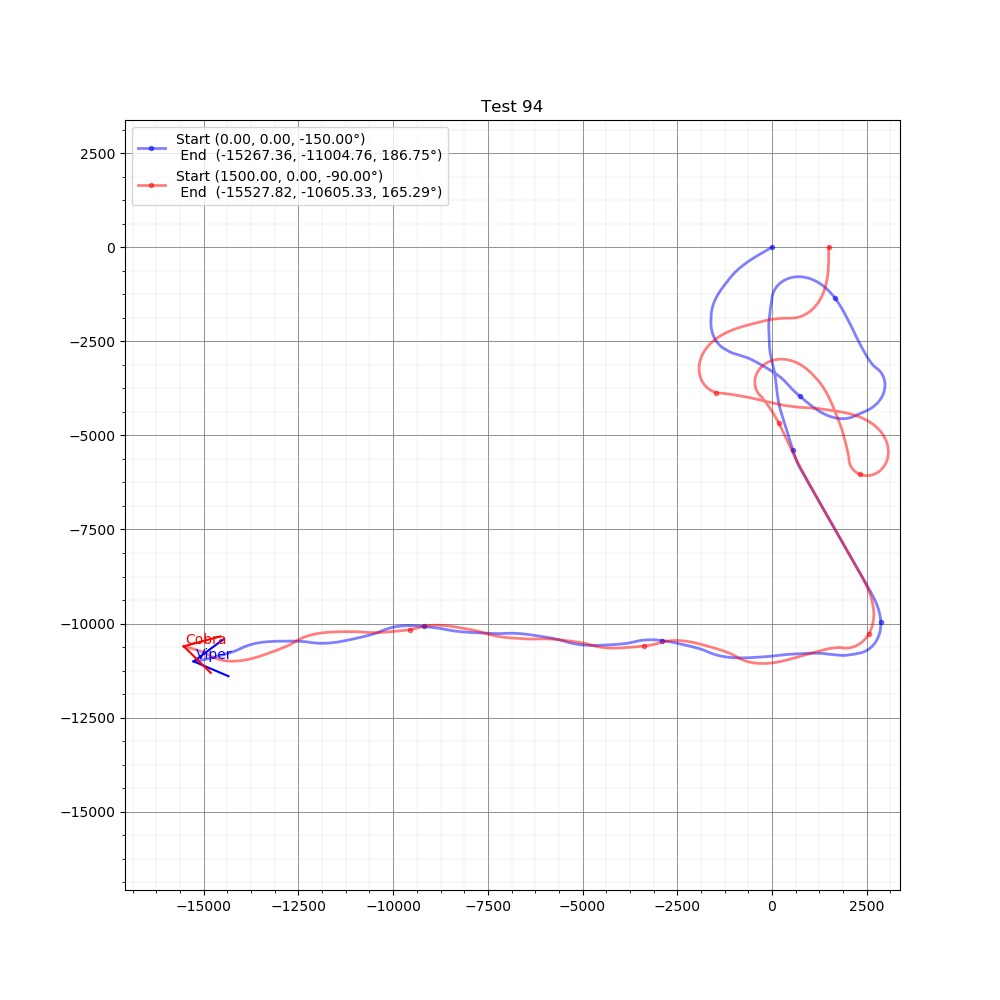 Test 94
Start (0.00, 0.00, -150.00°)
End (-15267.36, -11004.76, 186.75°)
Start (1500.00, 0.00, -90.00°)
End (-15527.82, -10605.33, 165.29°)
2500
0
−2500
−5000
−7500
−10000
−12500
−15000
Cobra
Viper
−15000 −12500 −10000 −7500 −5000 −2500 0 2500